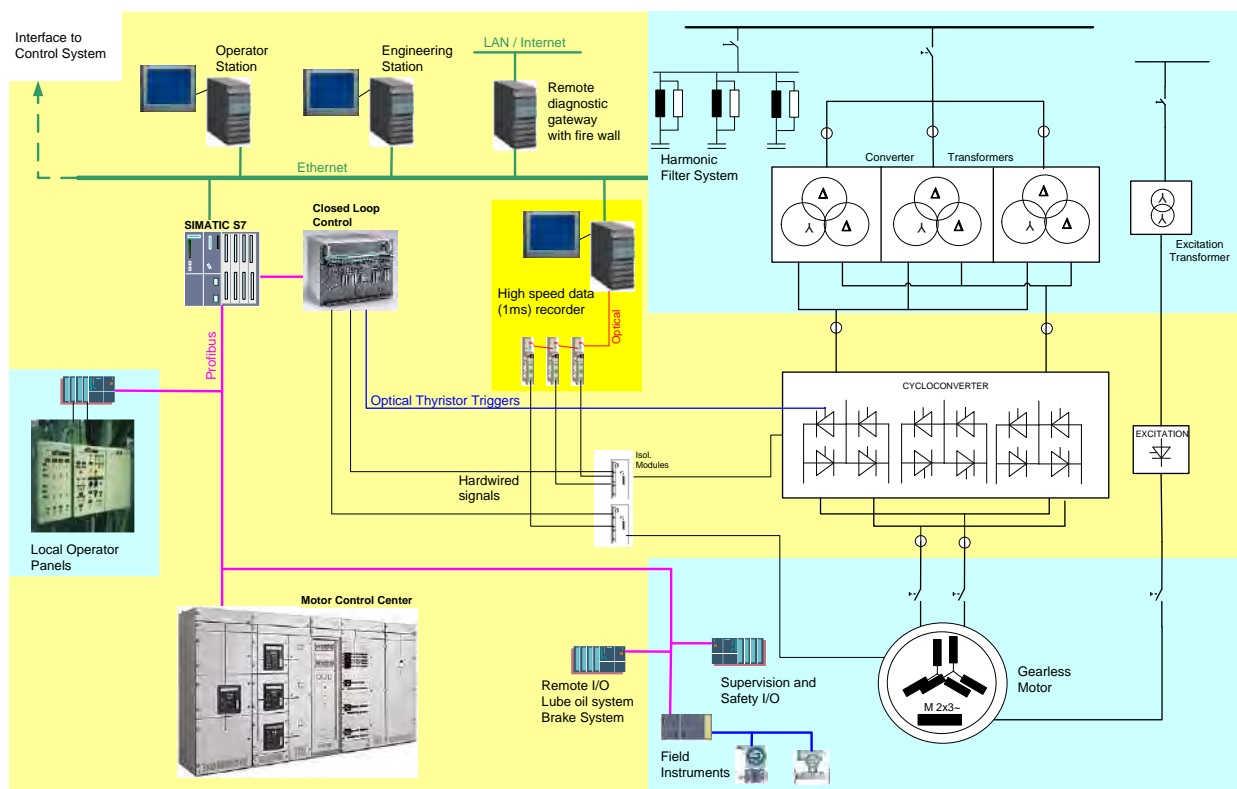 Interface to
Control System
Operator
Station
Engineering
Station
LAN / Internet
Remote
diagnostic
gateway
with fire wall
Ethernet
Harmonic
Filter System
Converter Transformers
Δ
Δ
Δ
Δ
Δ
Δ
Excitation
Transformer
SIMATIC S7
Closed Loop
Control
High speed data
(1ms) recorder
Optical
Profibus
Optical Thyristor Triggers
CYCLOCONVERTER
EXCITATION
Isol.
Modules
Hardwired
signals
Local Operator
Panels
Motor Control Center
Remote I/O
Lube oil system
Brake System
Supervision and
Safety I/O
Field
Instruments
M 2x3~
Gearless
Motor